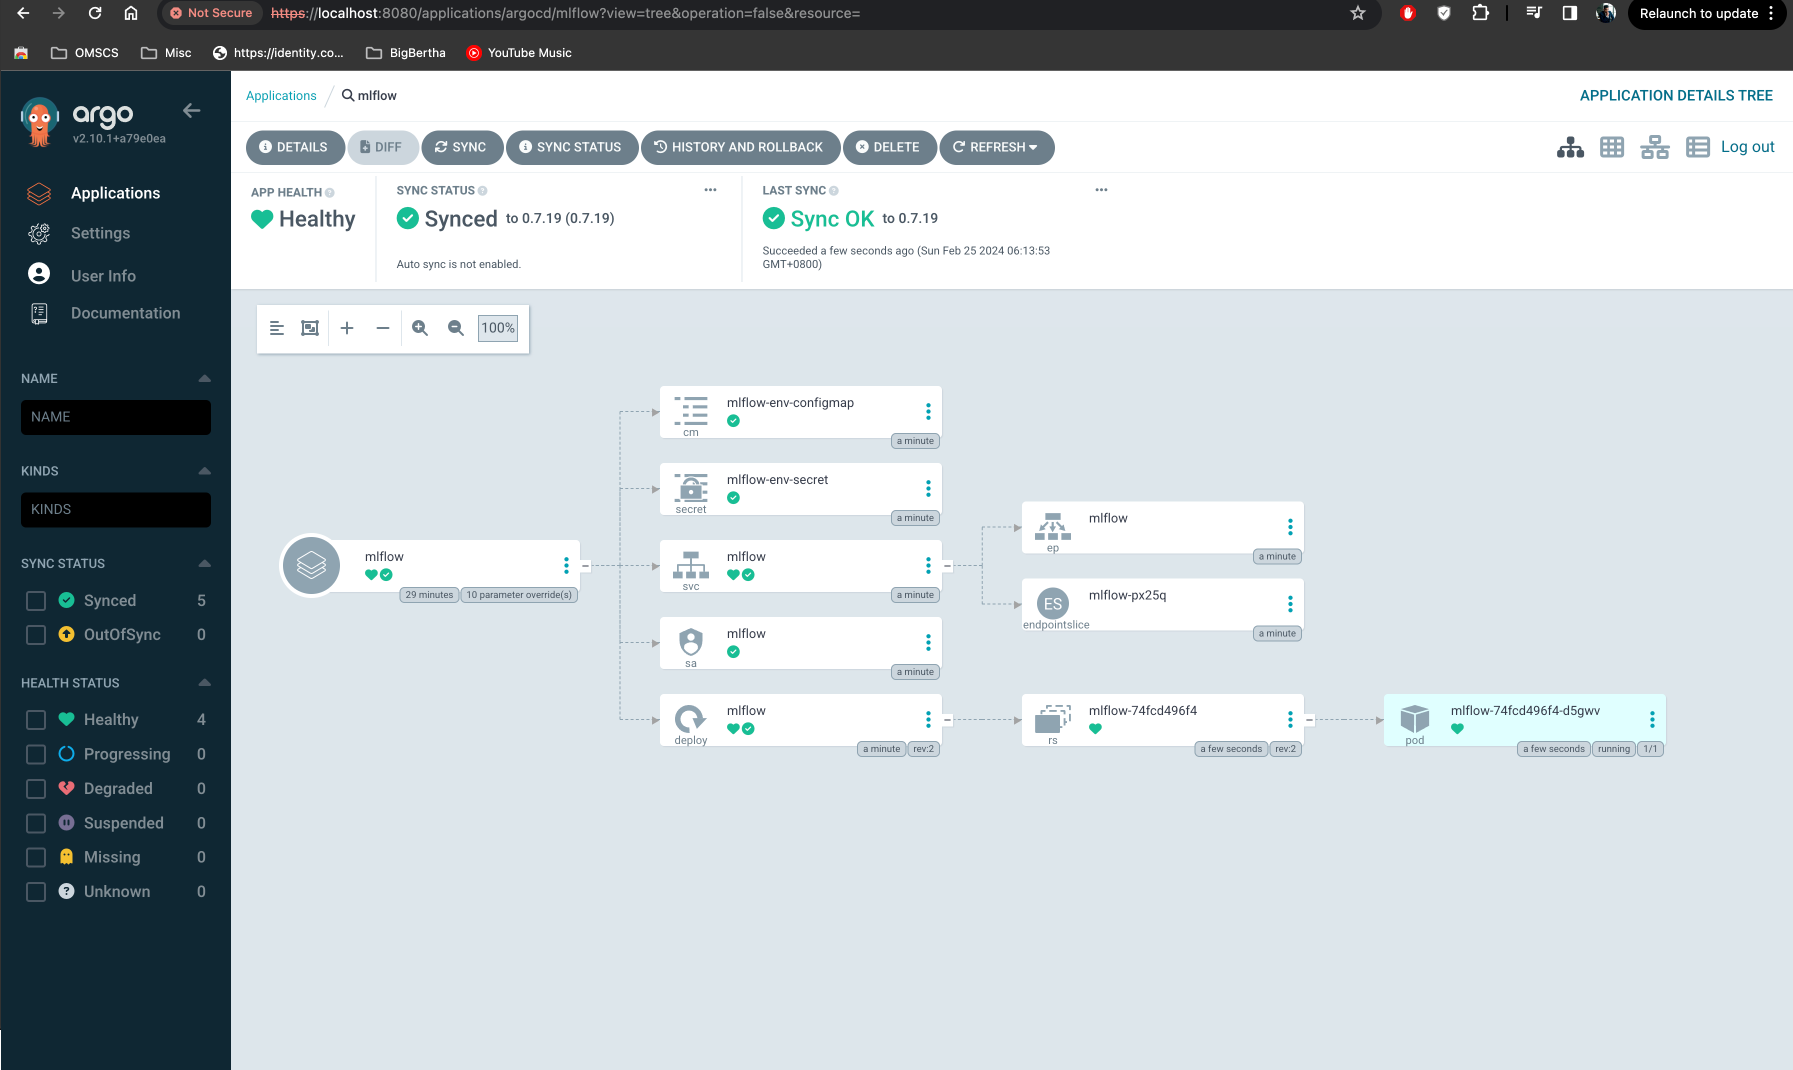 Not Secure https://localhost:8080/applications/argocd/mlflow?view=tree&operation=false&resource= Relaunch to update
OMSCS Misc https://identity.co... BigBertha YouTube Music
argo
v2.10.1+a79e0ea
Applications
Settings
User Info
Documentation
NAME
NAME
KINDS
KINDS
SYNC STATUS
Synced 5
OutOfSync 0
HEALTH STATUS
Healthy 4
Progressing 0
Degraded 0
Suspended 0
Missing 0
Unknown 0
Applications / mlflow APPLICATION DETAILS TREE
DETAILS DIFF SYNC SYNC STATUS HISTORY AND ROLLBACK DELETE REFRESH Log out
APP HEALTH
Healthy
SYNC STATUS
Synced to 0.7.19 (0.7.19)
Auto sync is not enabled.
LAST SYNC
Sync OK to 0.7.19
Succeeded a few seconds ago (Sun Feb 25 2024 06:13:53
GMT+0800)
100%
mlflow
29 minutes 10 parameter override(s)
mlflow-env-configmap
cm
a minute
mlflow-env-secret
secret
a minute
mlflow
svc
a minute
mlflow
sa
a minute
mlflow
deploy
a minute rev:2
mlflow
ep
a minute
ES mlflow-px25q
endpointslice
a minute
mlflow-74fcd496f4
rs
a few seconds rev:2
mlflow-74fcd496f4-d5gwv
pod
a few seconds running 1/1